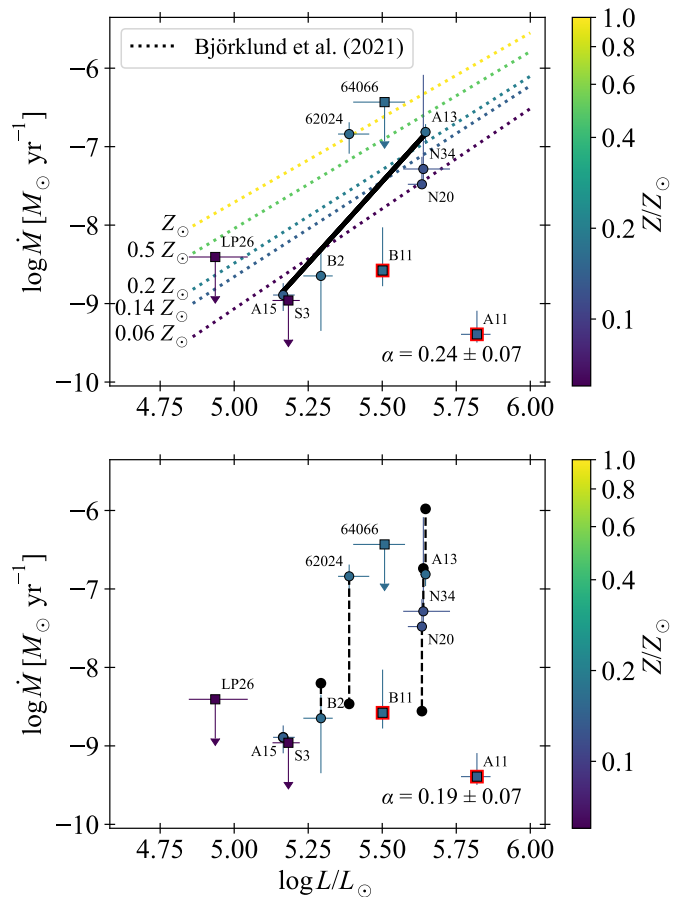 Björklund et al. (2021)
64066
62024
A13
N34
N20
Z⊙
0.5 Z⊙
0.2 Z⊙
0.14 Z⊙
0.06 Z⊙
LP26
B2
B11
A15
S3
A11
α = 0.24 ± 0.07
−6
−7
−8
−9
−10
log Ṁ [M⊙ yr⁻¹]
4.75 5.00 5.25 5.50 5.75 6.00
1.0
0.8
0.6
0.4
0.2
0.1
Z/Z⊙
64066
62024
A13
N34
N20
LP26
B2
B11
A15
S3
A11
α = 0.19 ± 0.07
−6
−7
−8
−9
−10
log Ṁ [M⊙ yr⁻¹]
4.75 5.00 5.25 5.50 5.75 6.00
log L/L⊙
1.0
0.8
0.6
0.4
0.2
0.1
Z/Z⊙